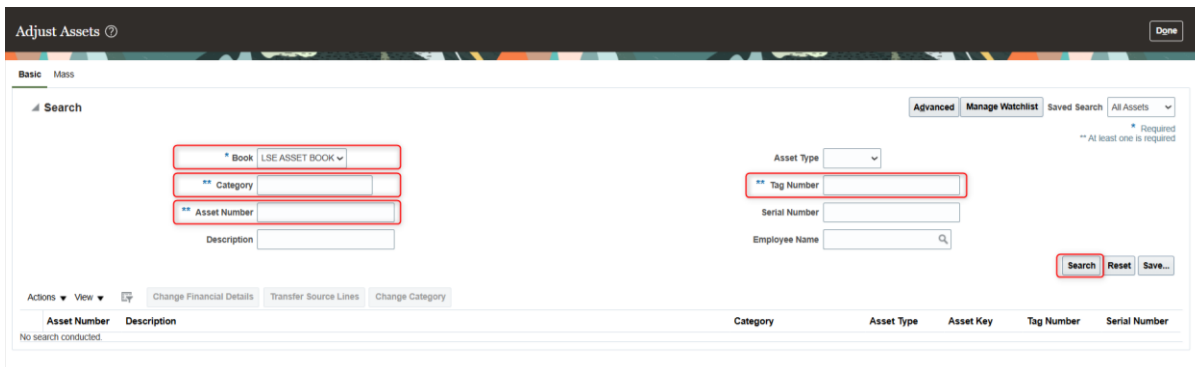 Adjust Assets ?
Done
Basic Mass
Search
Advanced Manage Watchlist Saved Search All Assets
* Required
** At least one is required
* Book LSE ASSET BOOK
Asset Type
** Category
** Tag Number
** Asset Number
Serial Number
Description
Employee Name
Search Reset Save...
Actions View Change Financial Details Transfer Source Lines Change Category
Asset Number Description Category Asset Type Asset Key Tag Number Serial Number
No search conducted.